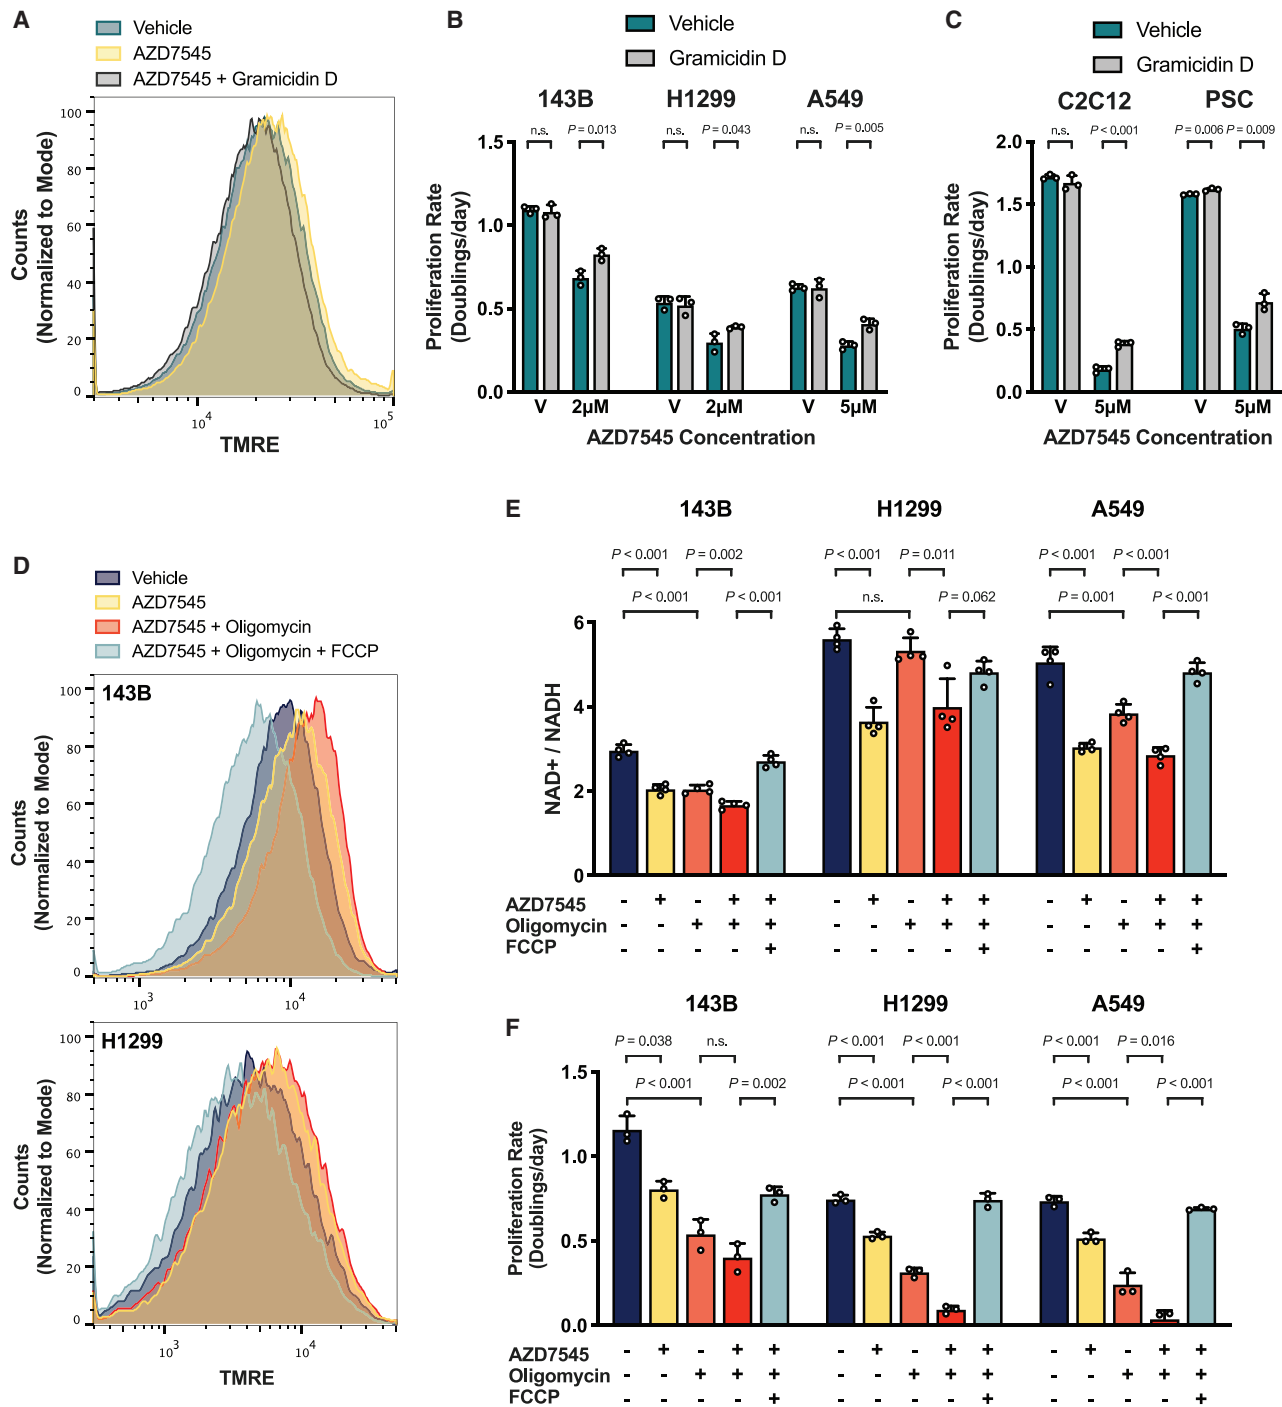 A
Vehicle
AZD7545
AZD7545 + Gramicidin D
Counts
(Normalized to Mode)
100
80
60
40
20
0
10^4
10^5
TMRE
B
Vehicle
Gramicidin D
143B H1299 A549
n.s. P = 0.013 n.s. P = 0.043 n.s. P = 0.005
Proliferation Rate
(Doublings/day)
1.5
1.0
0.5
0.0
V 2µM V 2µM V 5µM
AZD7545 Concentration
C
Vehicle
Gramicidin D
C2C12 PSC
n.s. P < 0.001 P = 0.006 P = 0.009
Proliferation Rate
(Doublings/day)
2.0
1.5
1.0
0.5
0.0
V 5µM V 5µM
AZD7545 Concentration
D
Vehicle
AZD7545
AZD7545 + Oligomycin
AZD7545 + Oligomycin + FCCP
143B
Counts
(Normalized to Mode)
100
80
60
40
20
0
10^3 10^4
H1299
Counts
(Normalized to Mode)
100
80
60
40
20
0
10^3 10^4
TMRE
E
143B H1299 A549
P < 0.001 P = 0.002 P < 0.001 P = 0.011 P < 0.001 P < 0.001
P < 0.001 P < 0.001 n.s. P = 0.062 P = 0.001 P < 0.001
NAD+ / NADH
6
4
2
0
AZD7545 - + - + + - + - + + - + - + +
Oligomycin - - + + + - - + + + - - + + +
FCCP - - - - + - - - - + - - - - +
F
143B H1299 A549
P = 0.038 n.s. P < 0.001 P < 0.001 P < 0.001 P = 0.016
P < 0.001 P = 0.002 P < 0.001 P < 0.001 P < 0.001 P < 0.001
Proliferation Rate
(Doublings/day)
1.5
1.0
0.5
0.0
AZD7545 - + - + + - + - + + - + - + +
Oligomycin - - + + + - - + + + - - + + +
FCCP - - - - + - - - - + - - - - +